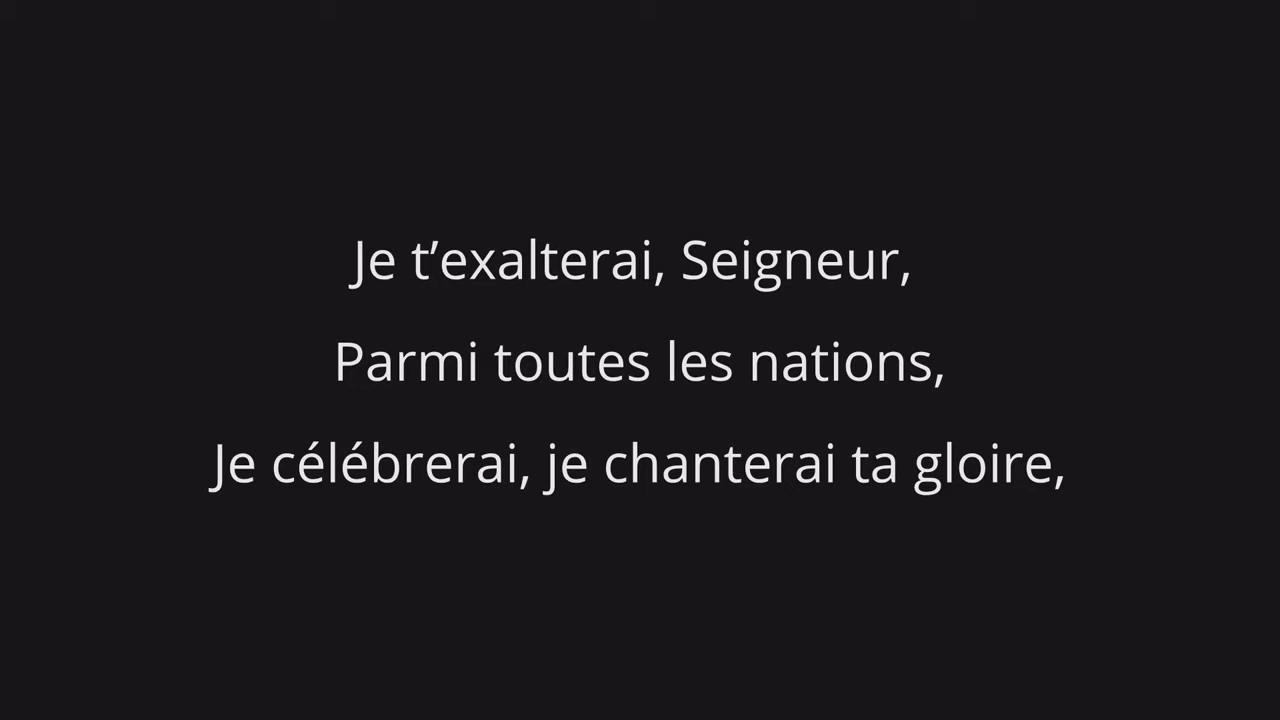 Je t’exalterai, Seigneur,
Parmi toutes les nations,
Je célébrerai, je chanterai ta gloire,